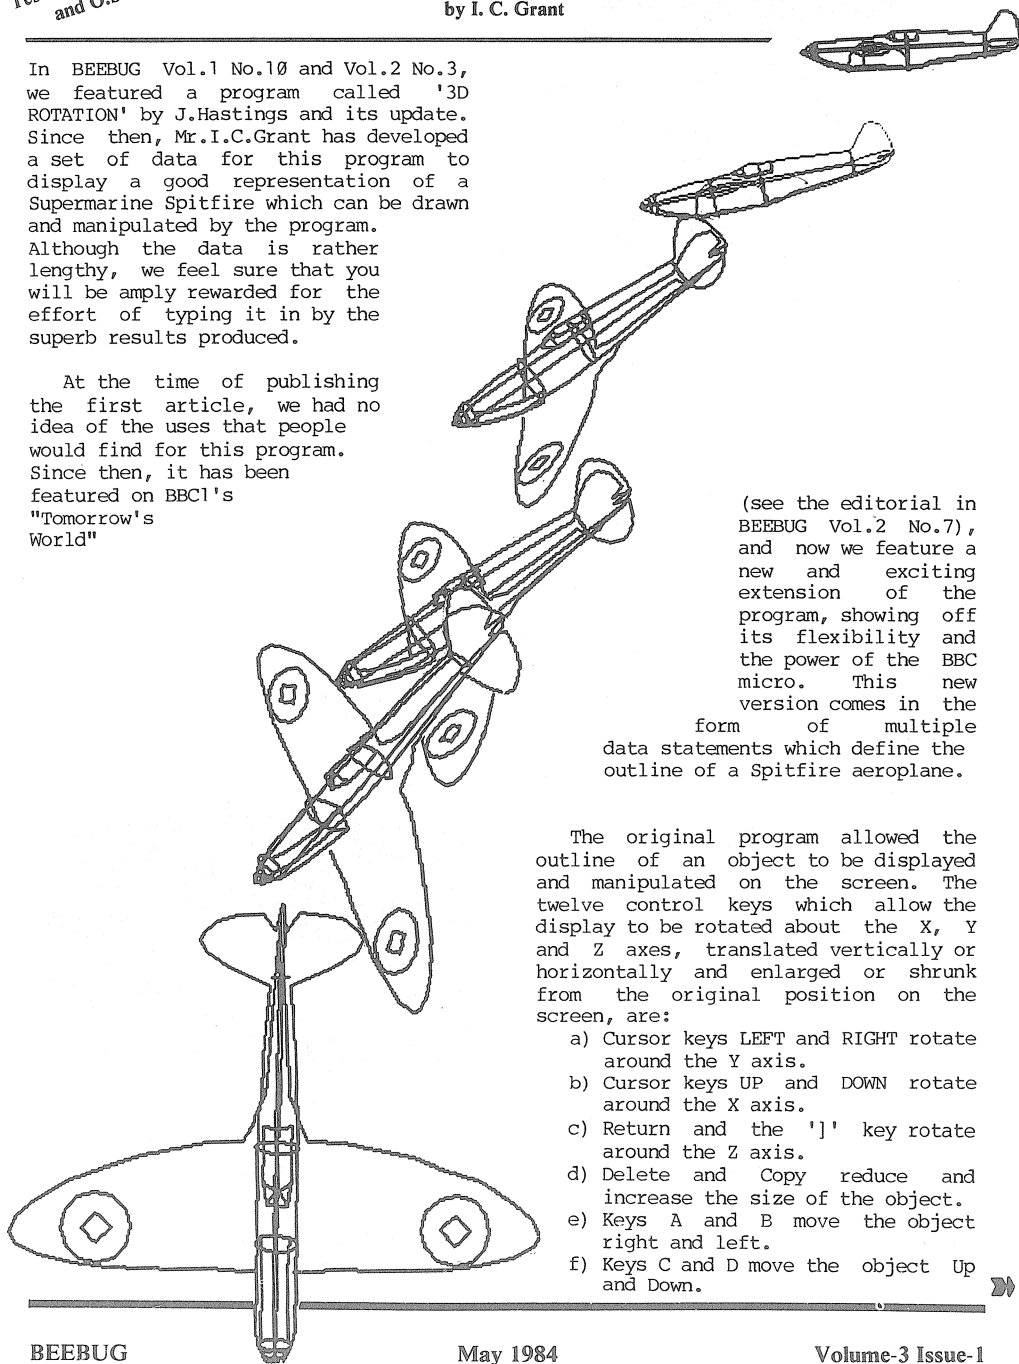 and O.S
by I. C. Grant
In BEEBUG Vol.1 No.10 and Vol.2 No.3,
we featured a program called '3D
ROTATION' by J.Hastings and its update.
Since then, Mr.I.C.Grant has developed
a set of data for this program to
display a good representation of a
Supermarine Spitfire which can be drawn
and manipulated by the program.
Although the data is rather
lengthy, we feel sure that you
will be amply rewarded for the
effort of typing it in by the
superb results produced.
At the time of publishing
the first article, we had no
idea of the uses that people
would find for this program.
Since then, it has been
featured on BBC1's
"Tomorrow's
World"
(see the editorial in
BEEBUG Vol.2 No.7),
and now we feature a
new and exciting
extension of the
program, showing off
its flexibility and
the power of the BBC
micro. This new
version comes in the
form of multiple
data statements which define the
outline of a Spitfire aeroplane.
The original program allowed the
outline of an object to be displayed
and manipulated on the screen. The
twelve control keys which allow the
display to be rotated about the X, Y
and Z axes, translated vertically or
horizontally and enlarged or shrunk
from the original position on the
screen, are:
a) Cursor keys LEFT and RIGHT rotate
around the Y axis.
b) Cursor keys UP and DOWN rotate
around the X axis.
c) Return and the ']' key rotate
around the Z axis.
d) Delete and Copy reduce and
increase the size of the object.
e) Keys A and B move the object
right and left.
f) Keys C and D move the object Up
and Down.
BEEBUG May 1984 Volume-3 Issue-1